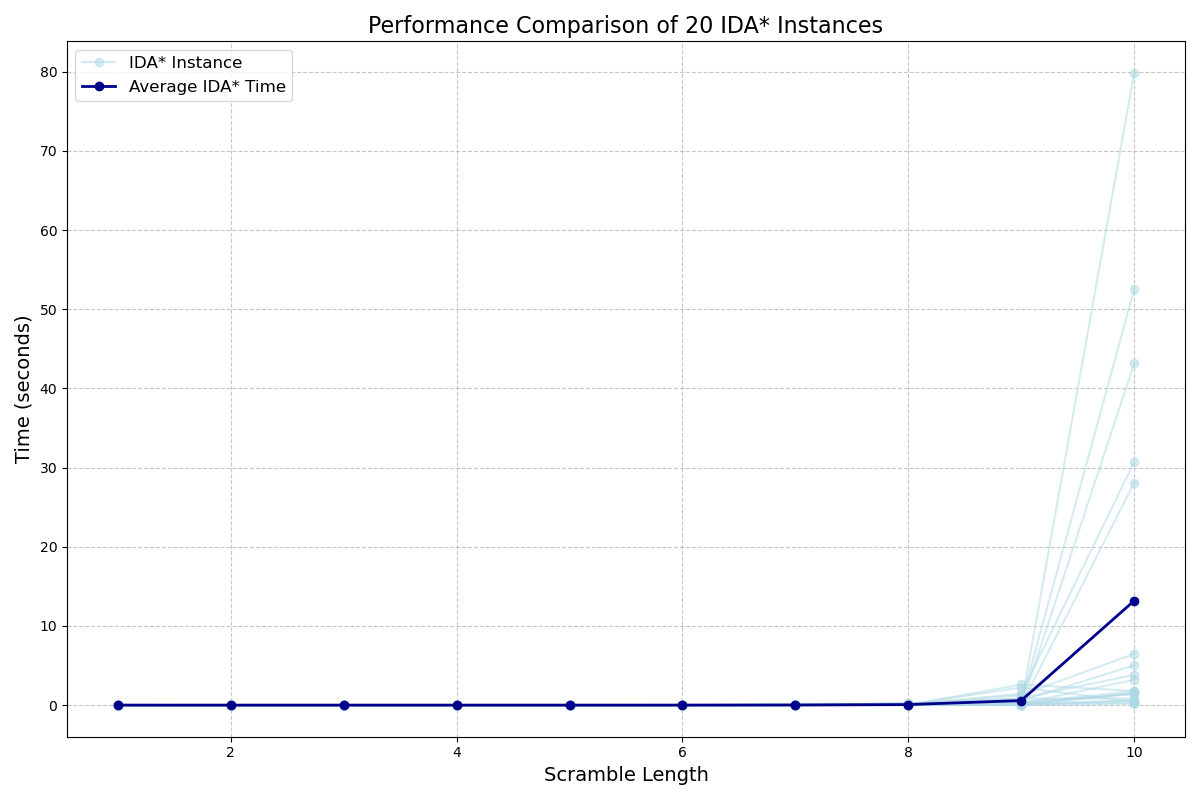 Performance Comparison of 20 IDA* Instances
IDA* Instance
Average IDA* Time
80
70
60
50
40
30
20
10
0
Time (seconds)
2
4
6
8
10
Scramble Length